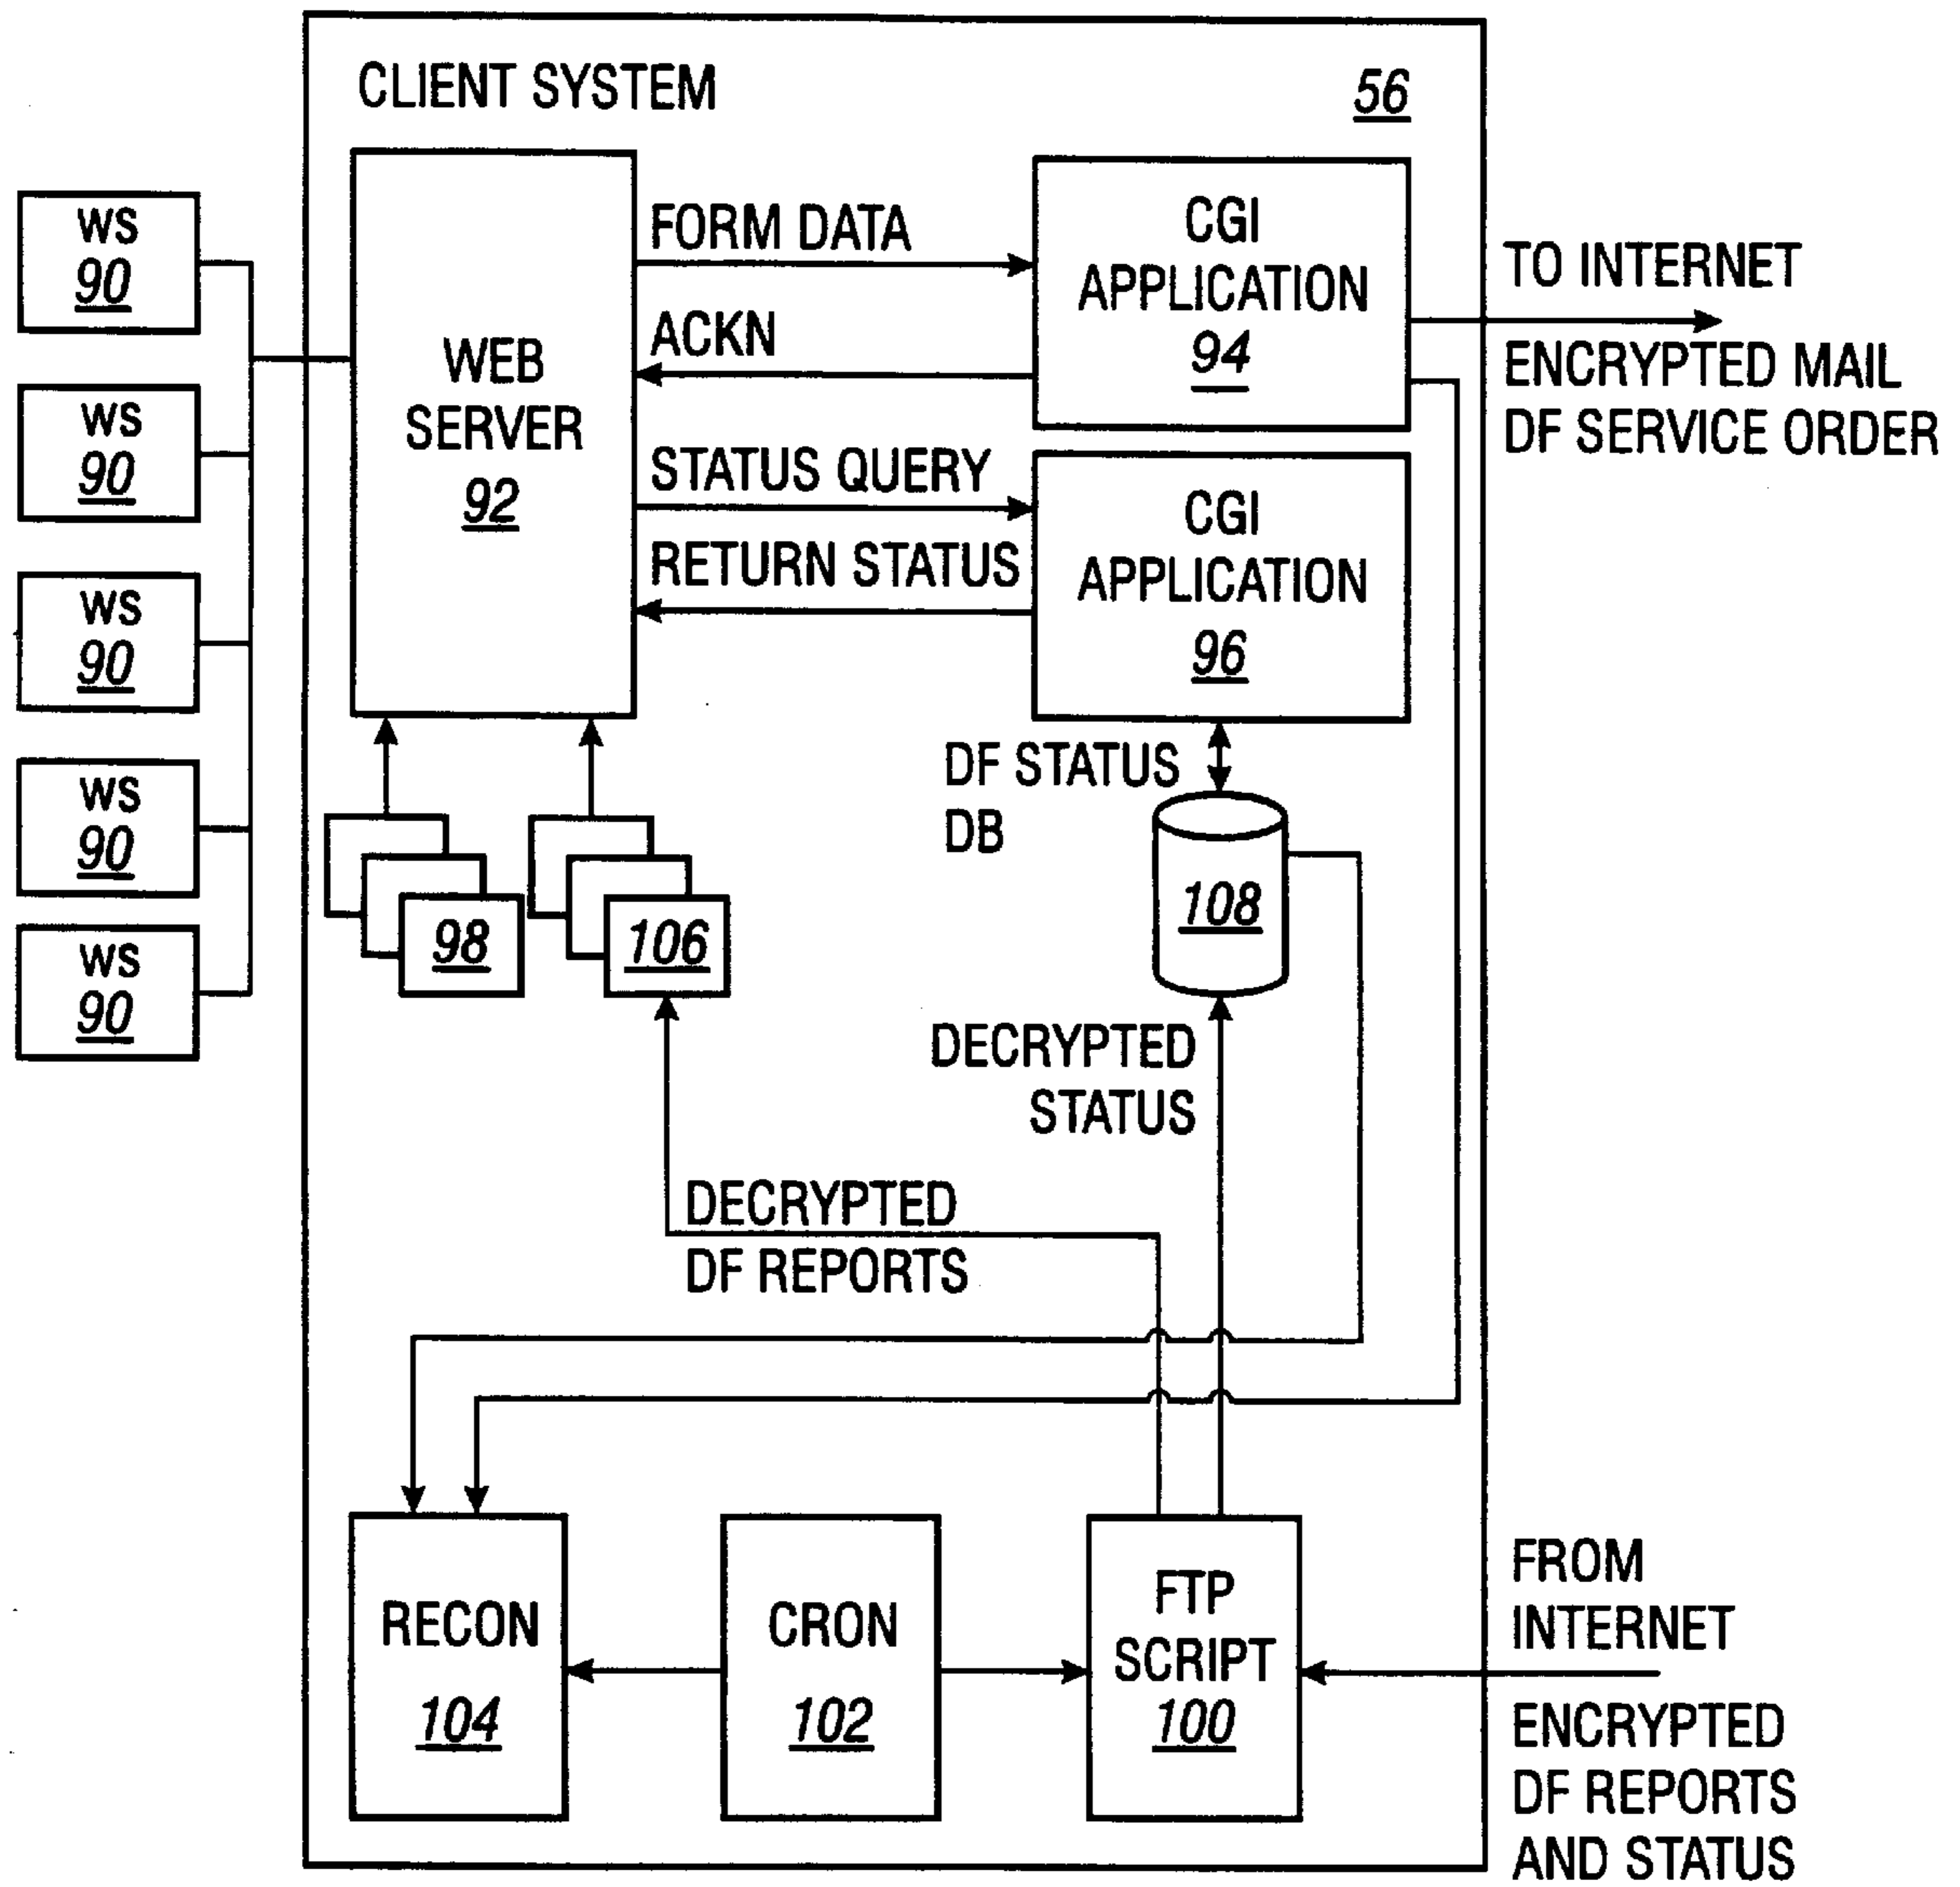 CLIENT SYSTEM
56
WS
90
WS
90
WS
90
WS
90
WS
90
WEB
SERVER
92
FORM DATA
ACKN
STATUS QUERY
RETURN STATUS
CGI
APPLICATION
94
CGI
APPLICATION
96
TO INTERNET
ENCRYPTED MAIL
DF SERVICE ORDER
DF STATUS
DB
108
98
106
DECRYPTED
STATUS
DECRYPTED
DF REPORTS
RECON
104
CRON
102
FTP
SCRIPT
100
FROM
INTERNET
ENCRYPTED
DF REPORTS
AND STATUS